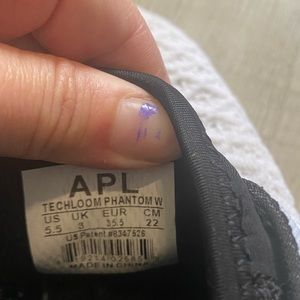 APL
TECHLOOM PHANTOM W
US UK EUR CM
5.5 3 35.5 22
US Patent #8347526
MADE IN CHINA